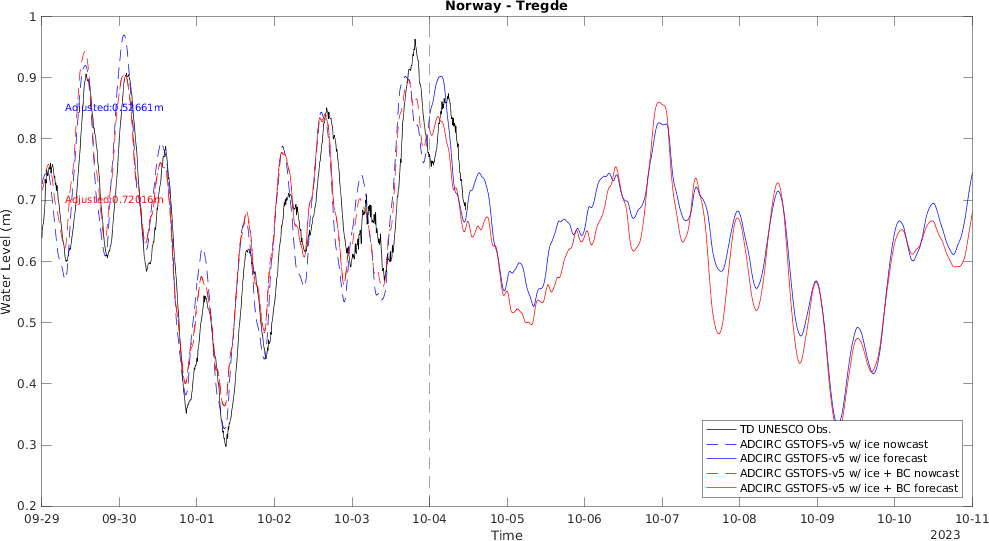 Norway - Tregde
1
0.9
0.8
0.7
0.6
0.5
0.4
0.3
0.2
Water Level (m)
Adjusted:0.52661m
Adjusted:0.72016m
TD UNESCO Obs.
ADCIRC GSTOFS-v5 w/ ice nowcast
ADCIRC GSTOFS-v5 w/ ice forecast
ADCIRC GSTOFS-v5 w/ ice + BC nowcast
ADCIRC GSTOFS-v5 w/ ice + BC forecast
09-29 09-30 10-01 10-02 10-03 10-04 10-05 10-06 10-07 10-08 10-09 10-10 10-11
Time
2023